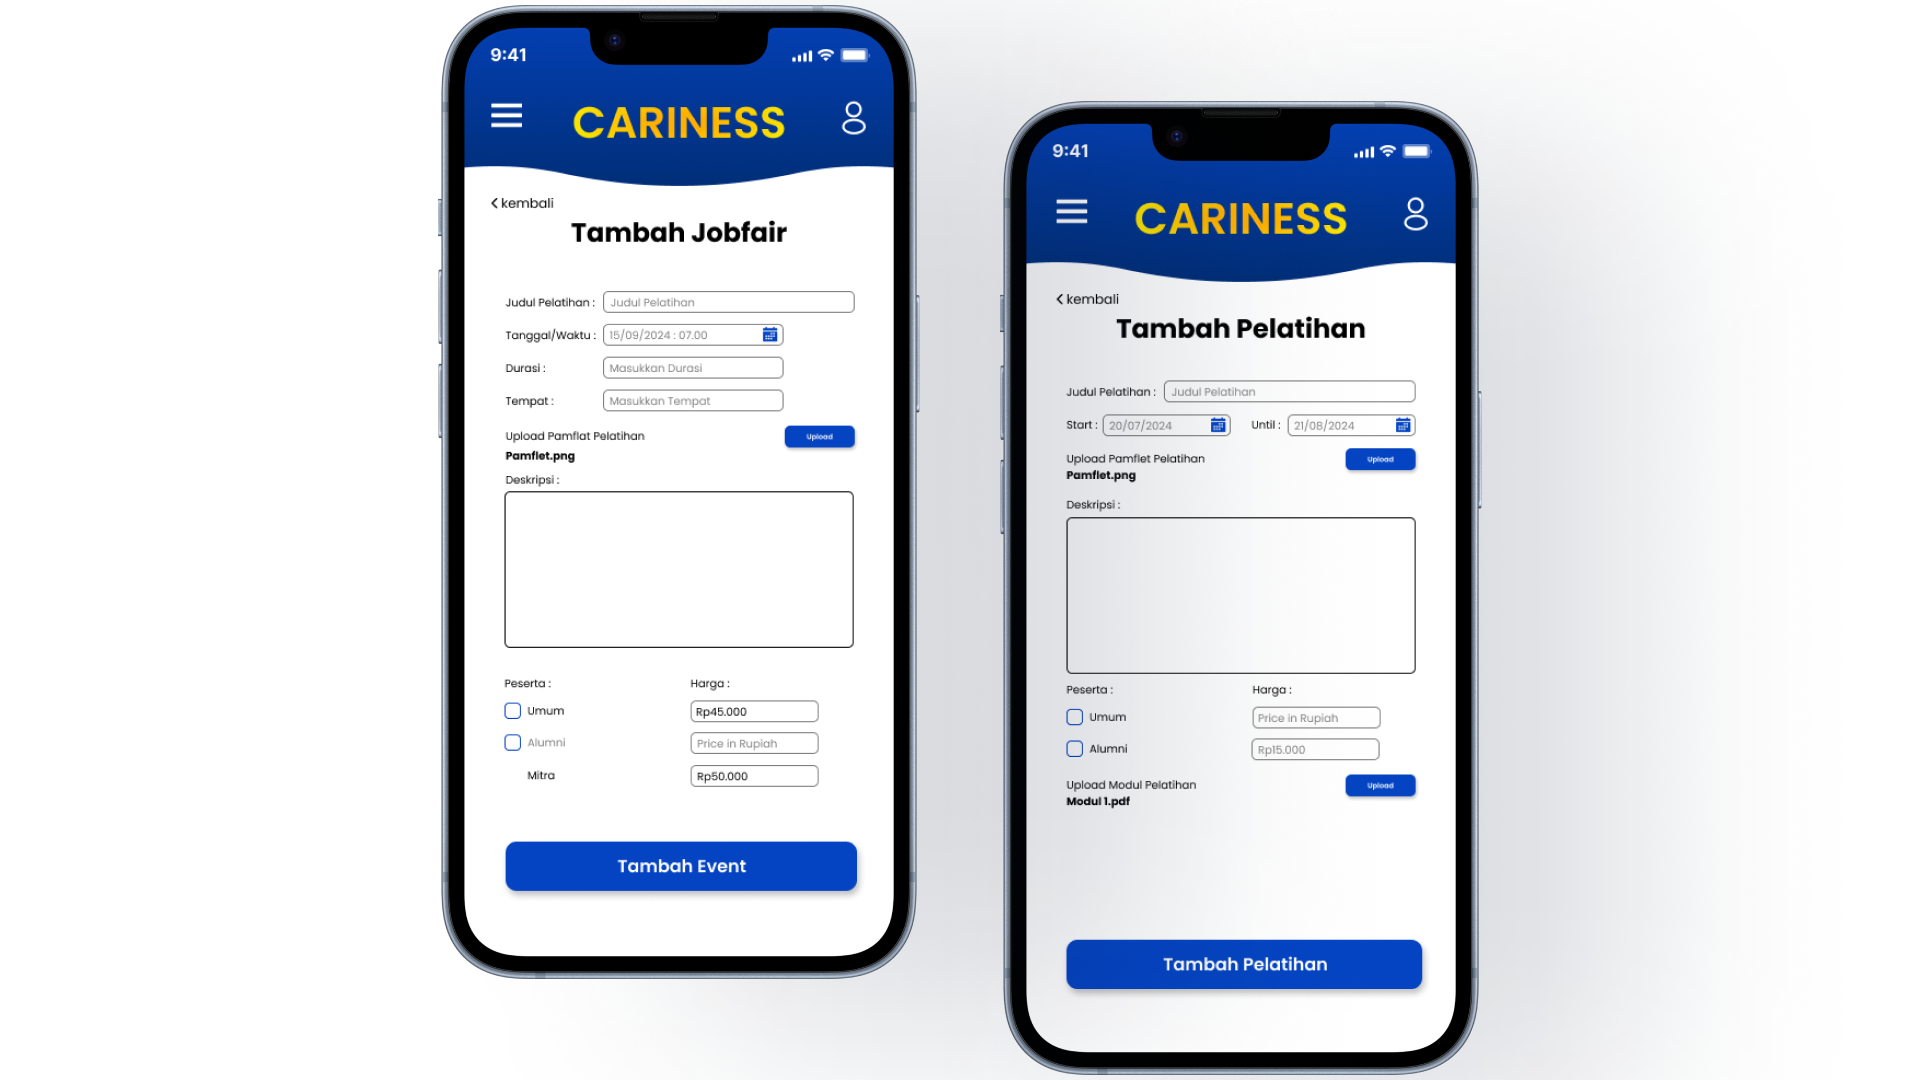 9:41
CARINESS
kembali
Tambah Jobfair
Judul Pelatihan : Judul Pelatihan
Tanggal/Waktu : 15/09/2024 : 07.00
Durasi : Masukkan Durasi
Tempat : Masukkan Tempat
Upload Pamflat Pelatihan Upload
Pamflet.png
Deskripsi :
Peserta : Harga :
Umum Rp45.000
Alumni Price in Rupiah
Mitra Rp50.000
Tambah Event
9:41
CARINESS
kembali
Tambah Pelatihan
Judul Pelatihan : Judul Pelatihan
Start : 20/07/2024 Until : 21/08/2024
Upload Pamflet Pelatihan Upload
Pamflet.png
Deskripsi :
Peserta : Harga :
Umum Price in Rupiah
Alumni Rp15.000
Upload Modul Pelatihan Upload
Modul 1.pdf
Tambah Pelatihan